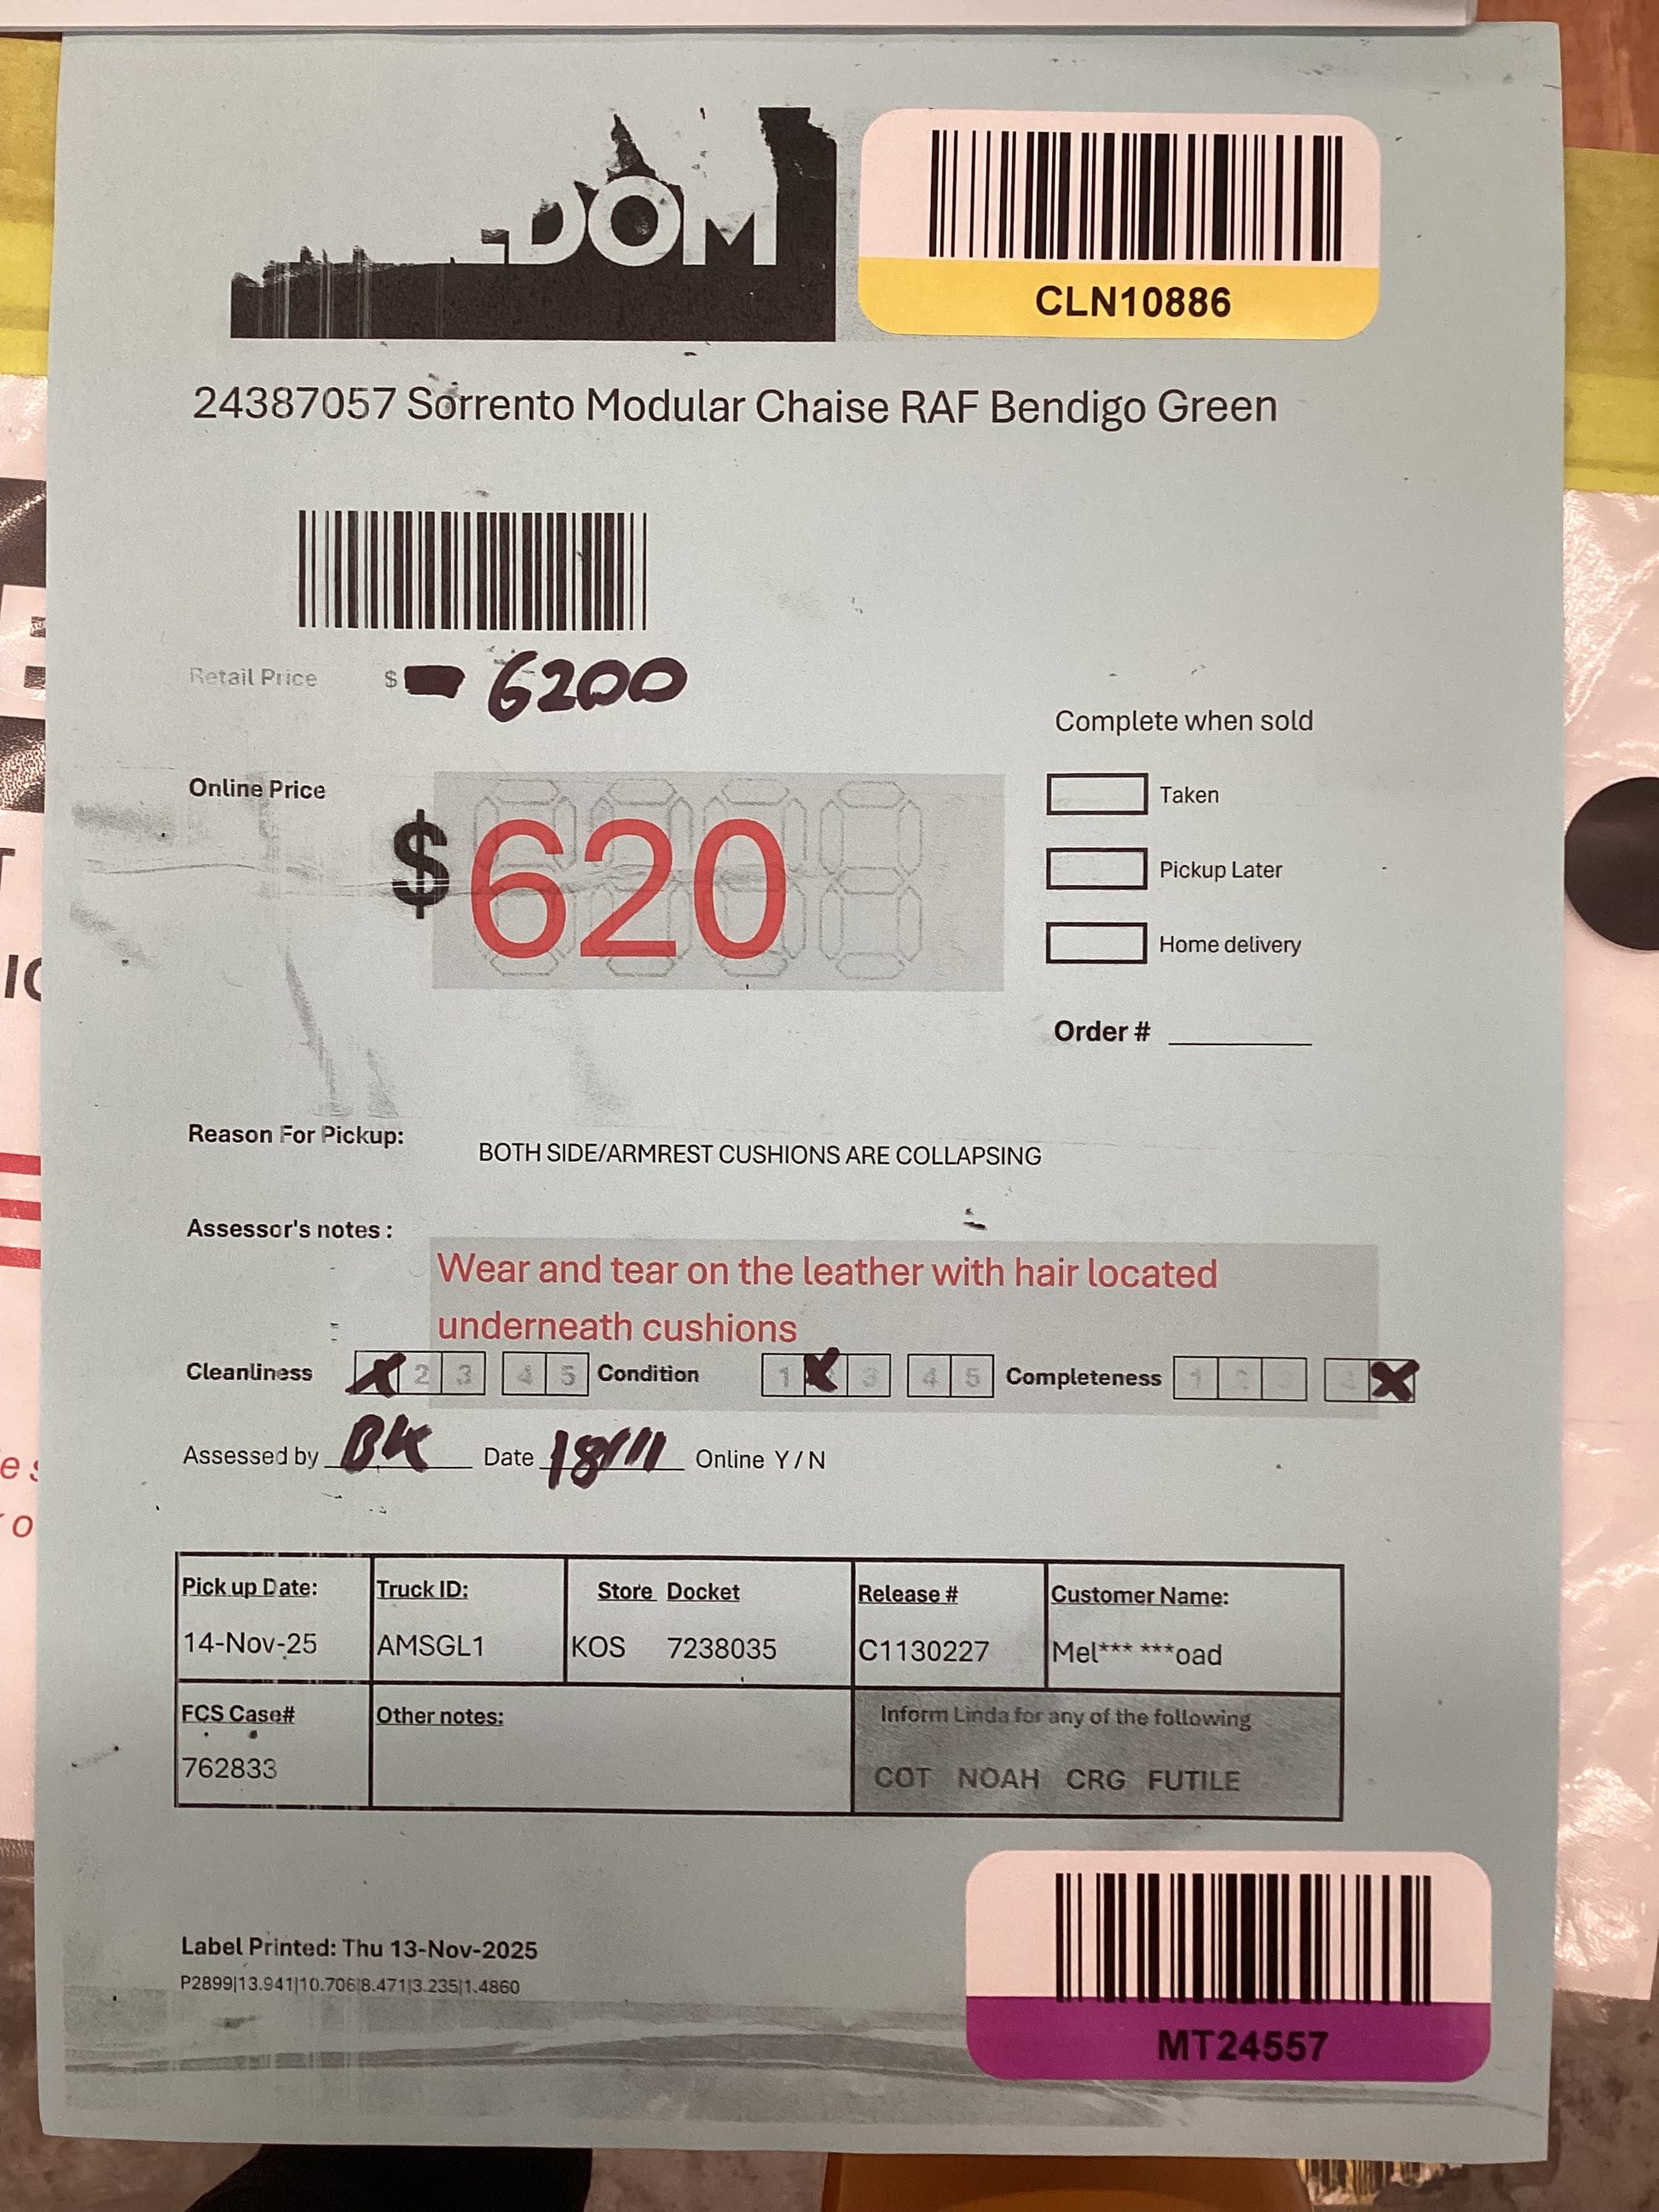 DOM
CLN10886
24387057 Sorrento Modular Chaise RAF Bendigo Green
Retail Price $ 6200
Complete when sold
Online Price
$620
Taken
Pickup Later
Home delivery
Order #
Reason For Pickup:
BOTH SIDE/ARMREST CUSHIONS ARE COLLAPSING
Assessor's notes :
Wear and tear on the leather with hair located
underneath cushions
Cleanliness 2 3 4 5 Condition 1 3 4 5 Completeness 1 2 3 4
Assessed by BK Date 18/11 Online Y / N
Pick up Date: Truck ID: Store Docket Release # Customer Name:
14-Nov-25 AMSGL1 KOS 7238035 C1130227 Mel*** ***oad
FCS Case# Other notes: Inform Linda for any of the following
762833 COT NOAH CRG FUTILE
Label Printed: Thu 13-Nov-2025
P2899|13.941|10.706|8.471|3.235|1.4860
MT24557